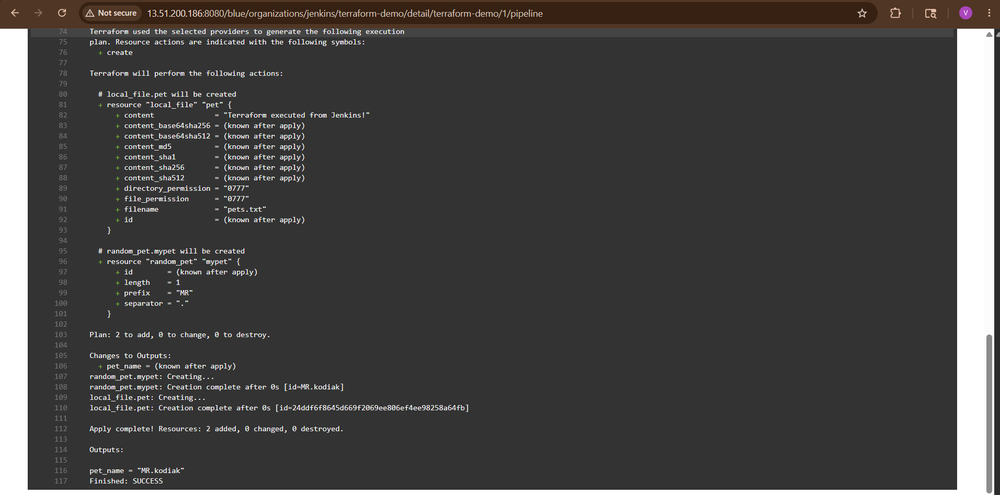 Not secure 13.51.200.186:8080/blue/organizations/jenkins/terraform-demo/detail/terraform-demo/1/pipeline V
74 Terraform used the selected providers to generate the following execution
75 plan. Resource actions are indicated with the following symbols:
76 + create
77
78 Terraform will perform the following actions:
79
80 # local_file.pet will be created
81 + resource "local_file" "pet" {
82 + content = "Terraform executed from Jenkins!"
83 + content_base64sha256 = (known after apply)
84 + content_base64sha512 = (known after apply)
85 + content_md5 = (known after apply)
86 + content_sha1 = (known after apply)
87 + content_sha256 = (known after apply)
88 + content_sha512 = (known after apply)
89 + directory_permission = "0777"
90 + file_permission = "0777"
91 + filename = "pets.txt"
92 + id = (known after apply)
93 }
94
95 # random_pet.mypet will be created
96 + resource "random_pet" "mypet" {
97 + id = (known after apply)
98 + length = 1
99 + prefix = "MR"
100 + separator = "."
101 }
102
103 Plan: 2 to add, 0 to change, 0 to destroy.
104
105 Changes to Outputs:
106 + pet_name = (known after apply)
107 random_pet.mypet: Creating...
108 random_pet.mypet: Creation complete after 0s [id=MR.kodiak]
109 local_file.pet: Creating...
110 local_file.pet: Creation complete after 0s [id=24ddf6f8645d669f2069ee806ef4ee98258a64fb]
111
112 Apply complete! Resources: 2 added, 0 changed, 0 destroyed.
113
114 Outputs:
115
116 pet_name = "MR.kodiak"
117 Finished: SUCCESS